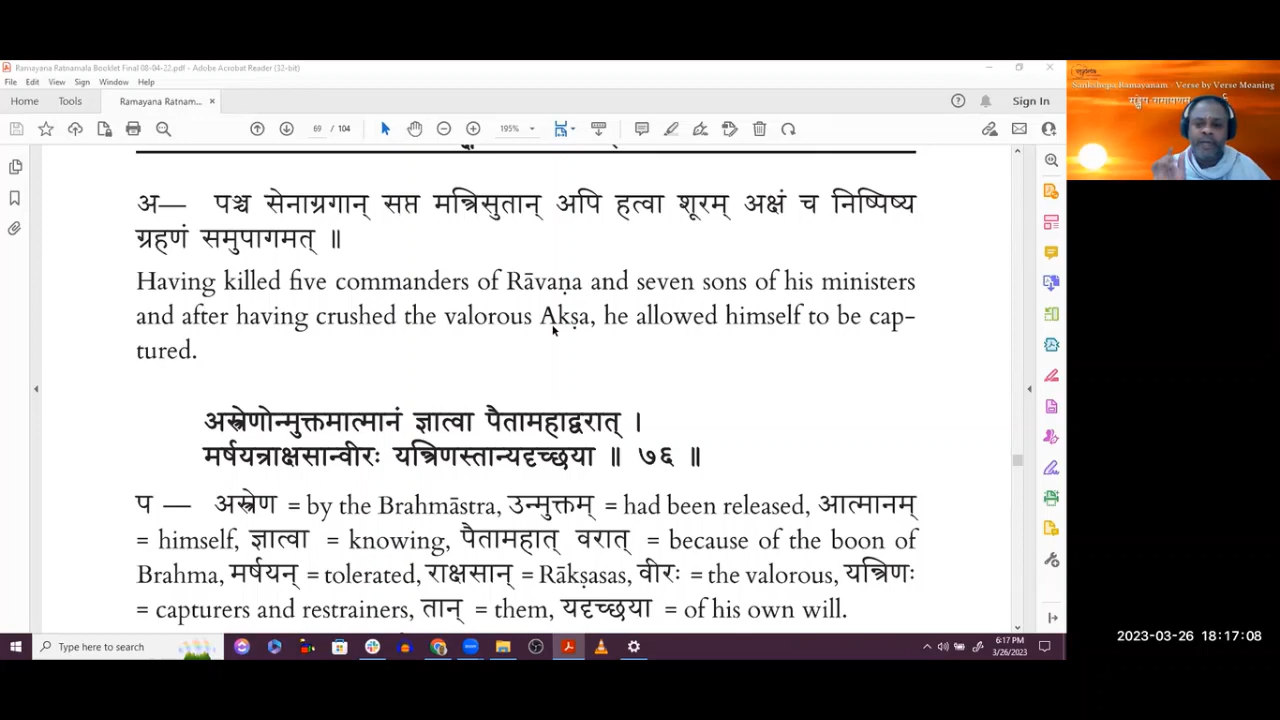 Ramayana Ratnamala Booklet Final 08-04-22.pdf - Adobe Acrobat Reader (32-bit)
File Edit View Sign Window Help
Home Tools Ramayana Ratnam... × Sign In
69 / 104 195%
Samkshepa Ramayanam - Verse by Verse Meaning
अ— पञ्च सेनाग्रगान् सप्त मन्त्रिसुतान् अपि हत्वा शूरम् अक्षं च निष्पिष्य
ग्रहणं समुपागमत् ॥
Having killed five commanders of Rāvaṇa and seven sons of his ministers
and after having crushed the valorous Akṣa, he allowed himself to be cap-
tured.
अस्त्रेणोन्मुक्तमात्मानं ज्ञात्वा पैतामहाद्वरात् ।
मर्षयन्राक्षसान्वीरः यन्त्रिणस्तान्यदृच्छया ॥ ७६ ॥
प — अस्त्रेण = by the Brahmāstra, उन्मुक्तम् = had been released, आत्मानम्
= himself, ज्ञात्वा = knowing, पैतामहात् वरात् = because of the boon of
Brahma, मर्षयन् = tolerated, राक्षसान् = Rākṣasas, वीरः = the valorous, यन्त्रिणः
= capturers and restrainers, तान् = them, यदृच्छया = of his own will.
2023-03-26 18:17:08
Type here to search
6:17 PM
3/26/2023